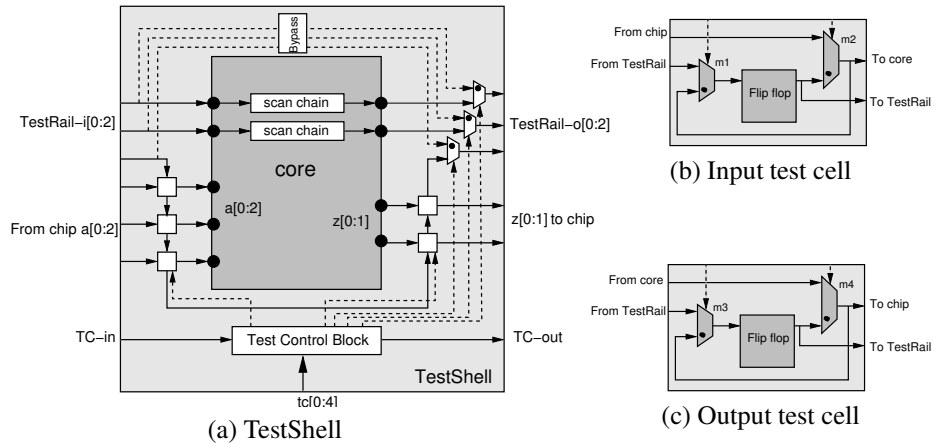 Bypass
scan chain
scan chain
core
a[0:2]
z[0:1]
TestRail-i[0:2]
TestRail-o[0:2]
From chip a[0:2]
z[0:1] to chip
TC-in
Test Control Block
TC-out
TestShell
tc[0:4]
(a) TestShell
From chip
m2
From TestRail
m1
To core
Flip flop
To TestRail
(b) Input test cell
From core
m4
From TestRail
m3
To chip
Flip flop
To TestRail
(c) Output test cell